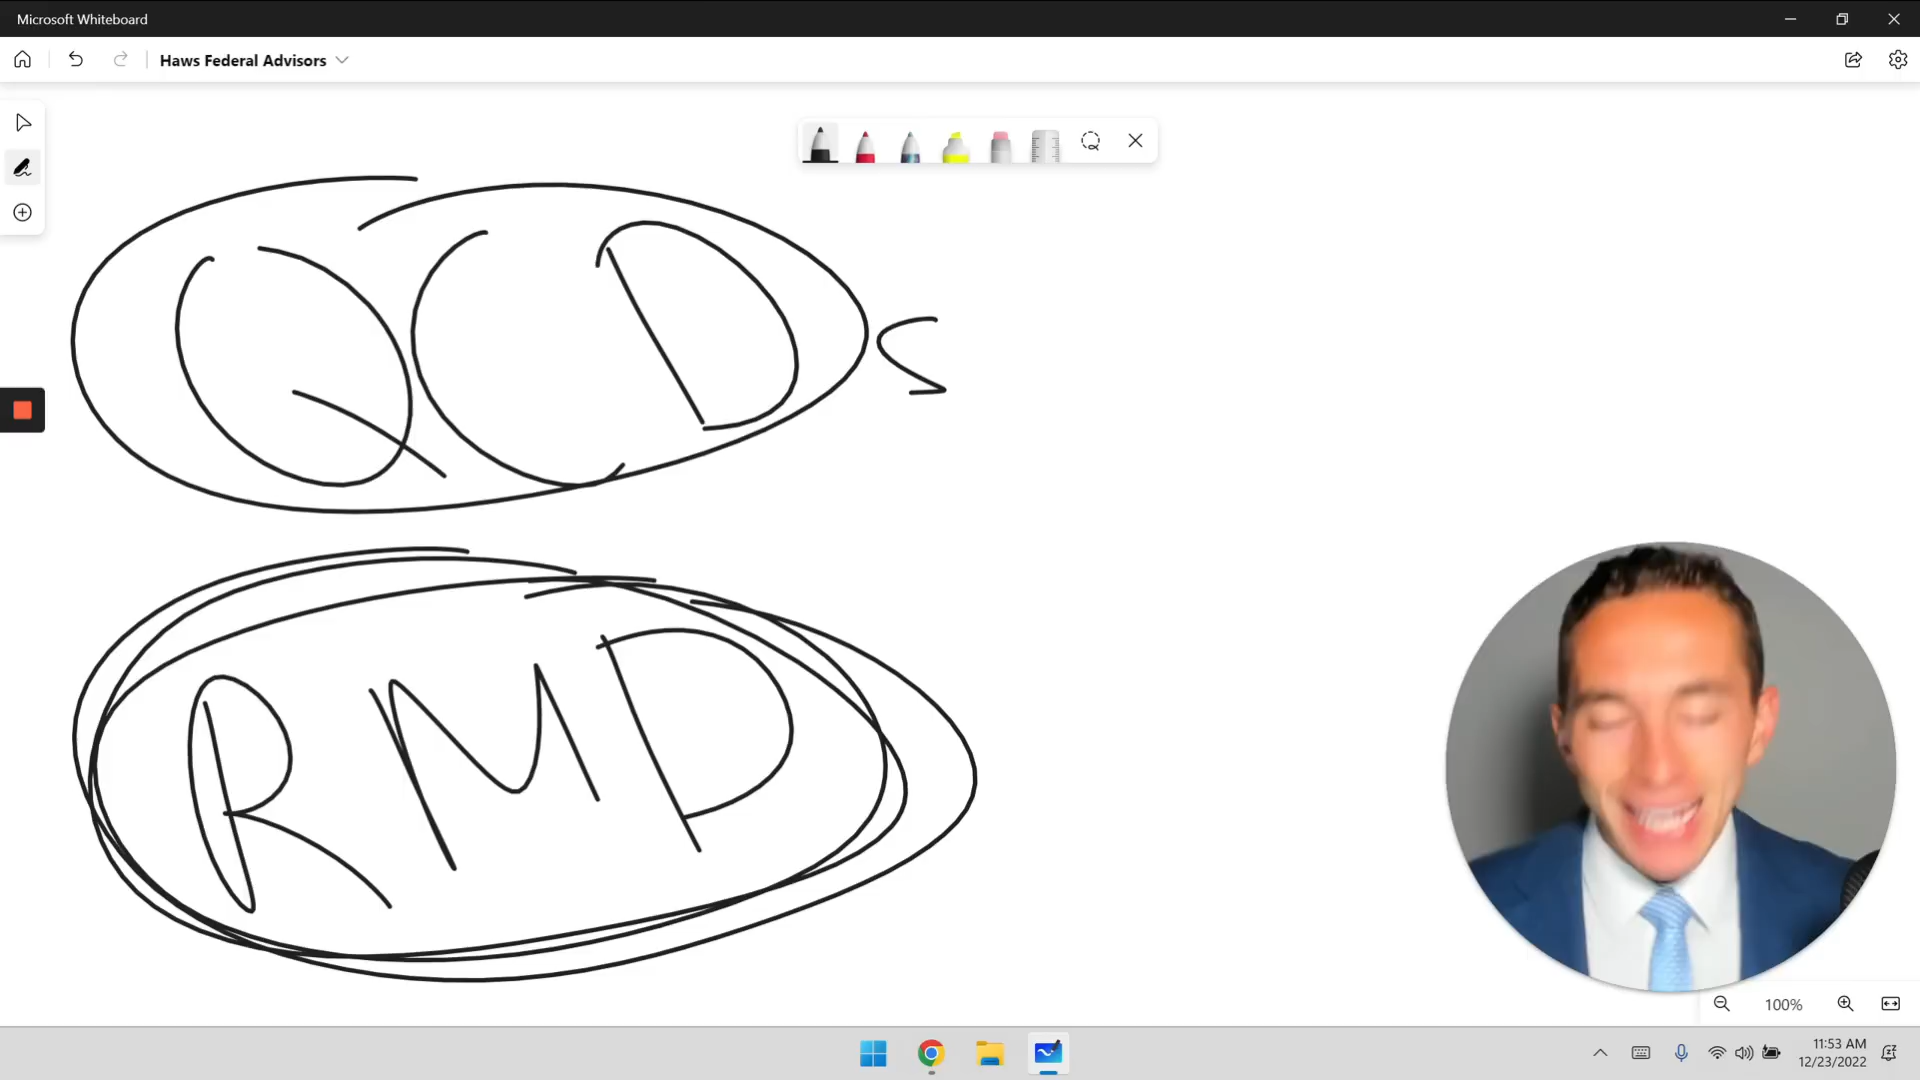 Microsoft Whiteboard
Haws Federal Advisors
QCDs
RMD
100%
11:53 AM
12/23/2022